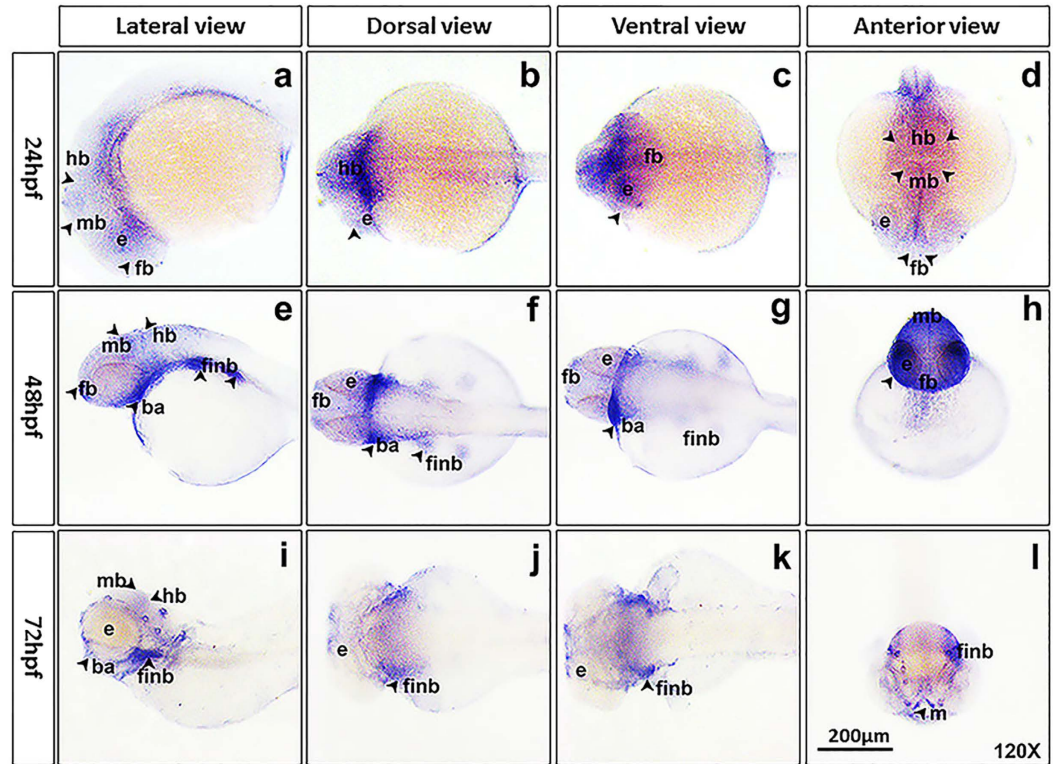 Lateral view Dorsal view Ventral view Anterior view
24hpf
a
hb
mb
e
fb
b
hb
e
c
fb
e
d
hb
mb
e
fb
48hpf
e
mb
hb
finb
fb
ba
f
e
fb
ba
finb
g
e
fb
ba
finb
h
mb
e
fb
72hpf
i
mb
hb
e
ba
finb
j
e
finb
k
e
finb
l
finb
m
200µm
120X